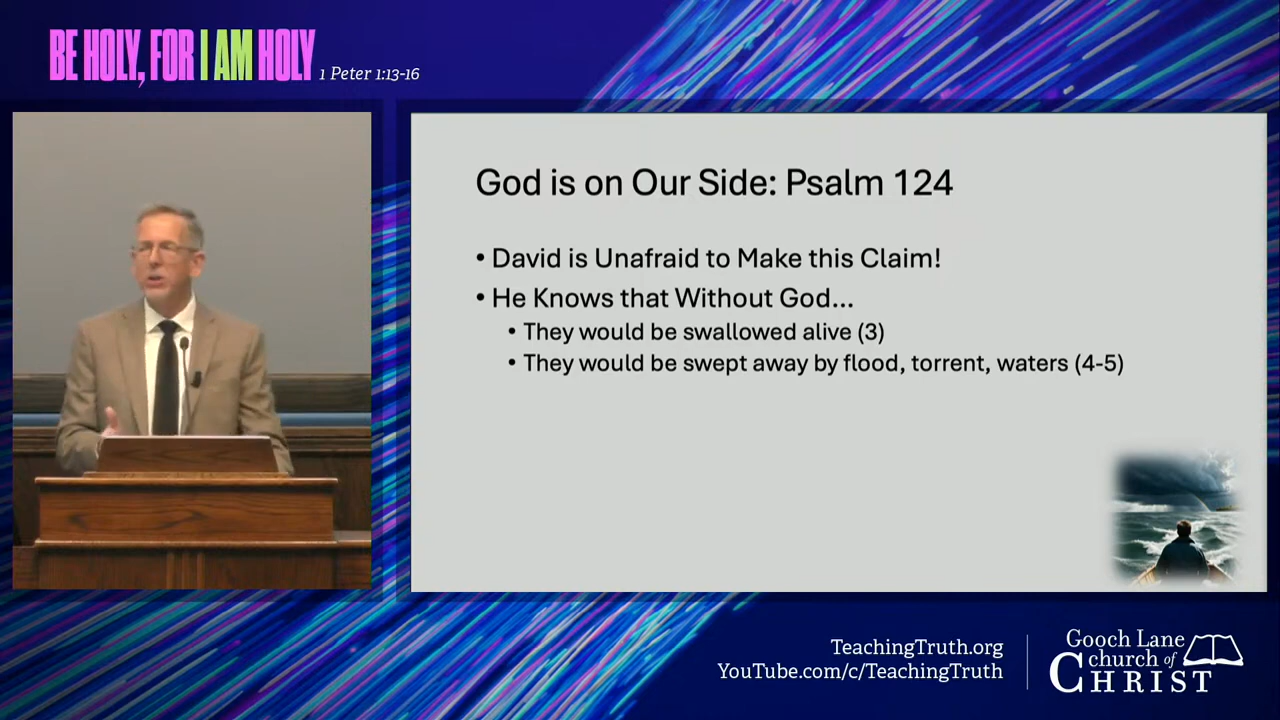 BE HOLY, FOR I AM HOLY 1 Peter 1:13-16
God is on Our Side: Psalm 124
• David is Unafraid to Make this Claim!
• He Knows that Without God...
• They would be swallowed alive (3)
• They would be swept away by flood, torrent, waters (4-5)
TeachingTruth.org
YouTube.com/c/TeachingTruth
Gooch Lane
church of
CHRIST